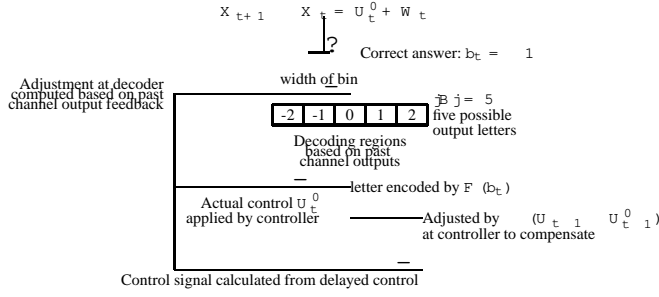 X t+1 X t = U 0 t + W t
?
Correct answer: b t = 1
Adjustment at decoder
computed based on past
channel output feedback
width of bin
jB j = 5
-2 -1 0 1 2
five possible
output letters
Decoding regions
based on past
channel outputs
letter encoded by F (b t )
Actual control U 0 t
applied by controller
Adjusted by (U t 1 U 0 t 1 )
at controller to compensate
Control signal calculated from delayed control